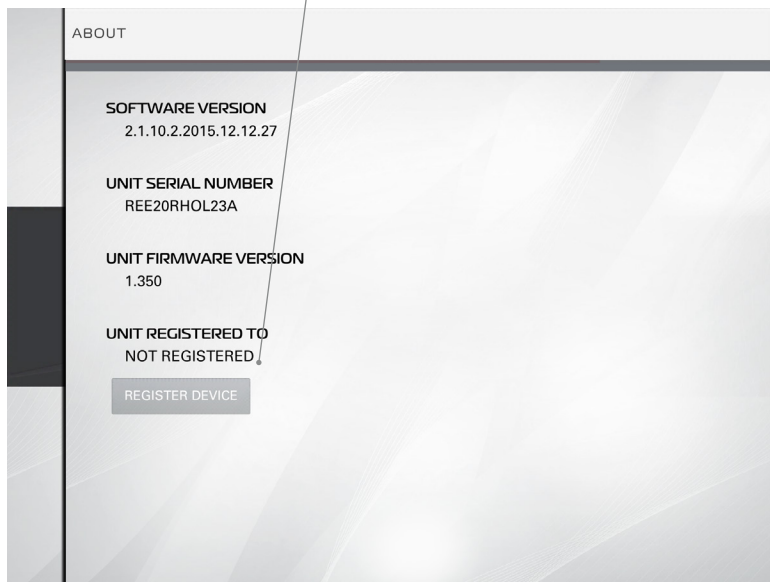 ABOUT
SOFTWARE VERSION
2.1.10.2.2015.12.12.27
UNIT SERIAL NUMBER
REE20RHOL23A
UNIT FIRMWARE VERSION
1.350
UNIT REGISTERED TO
NOT REGISTERED
REGISTER DEVICE